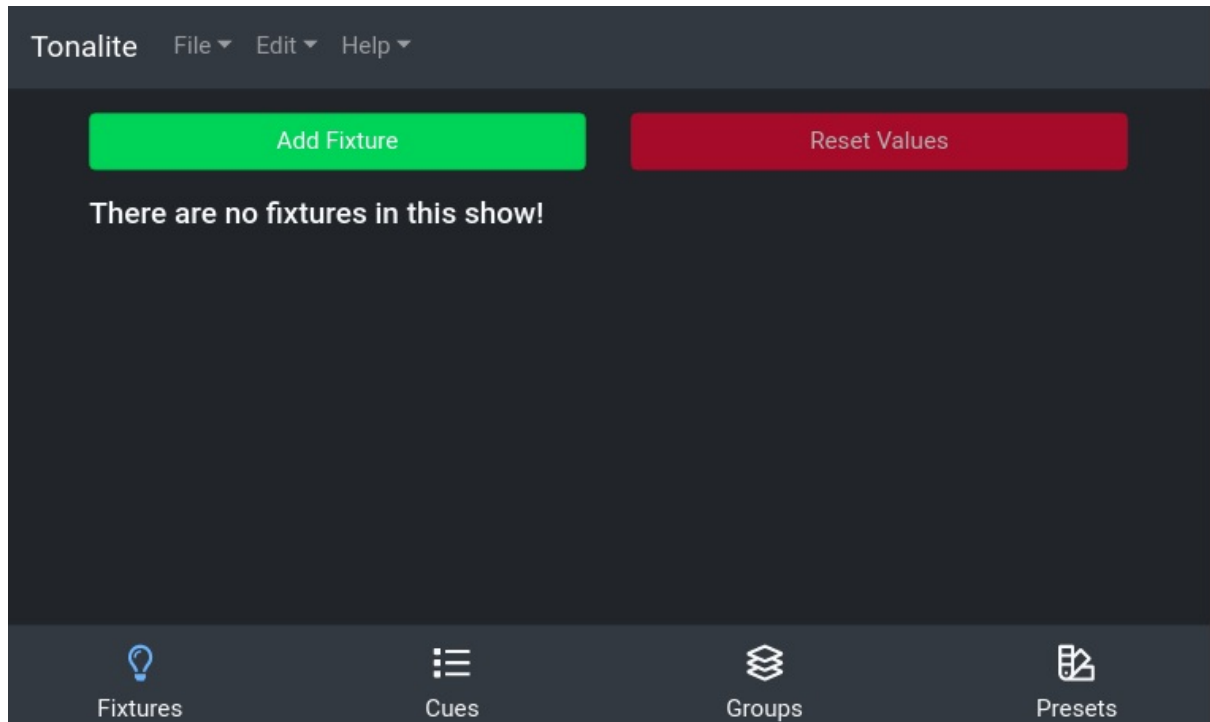 Tonalite File Edit Help
Add Fixture Reset Values
There are no fixtures in this show!
Fixtures Cues Groups Presets